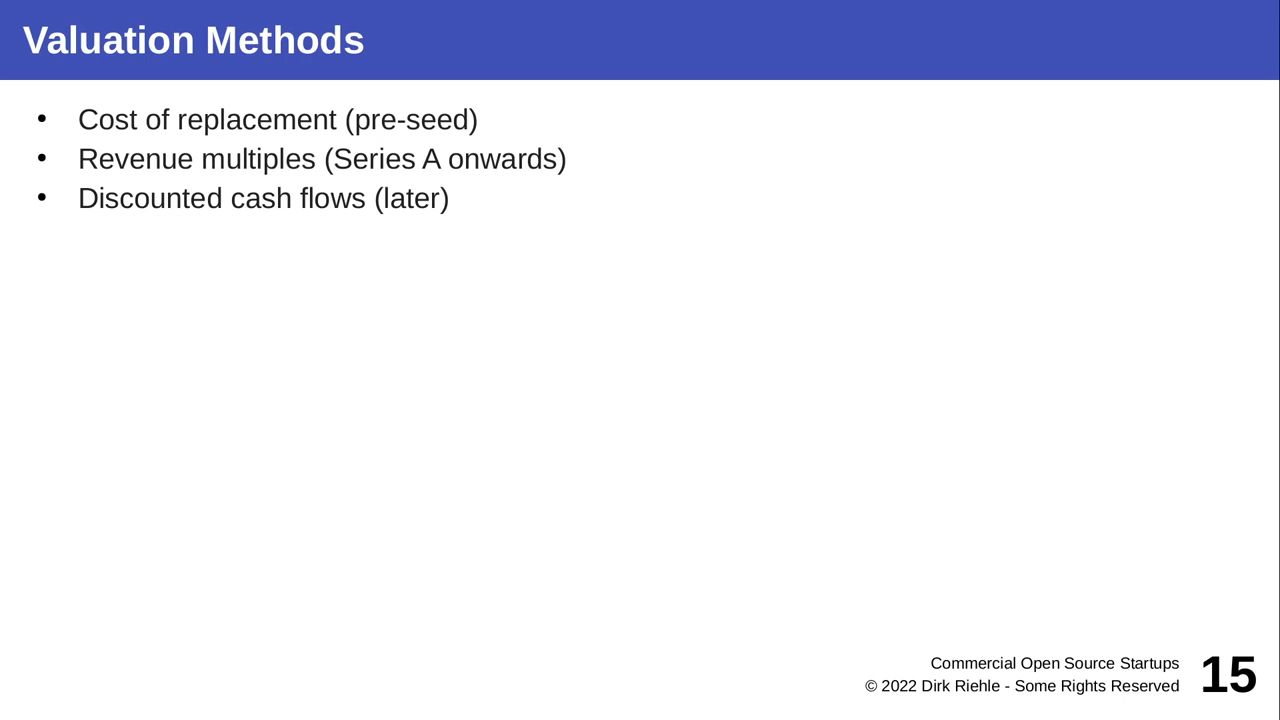 Valuation Methods
• Cost of replacement (pre-seed)
• Revenue multiples (Series A onwards)
• Discounted cash flows (later)
Commercial Open Source Startups
© 2022 Dirk Riehle - Some Rights Reserved
15